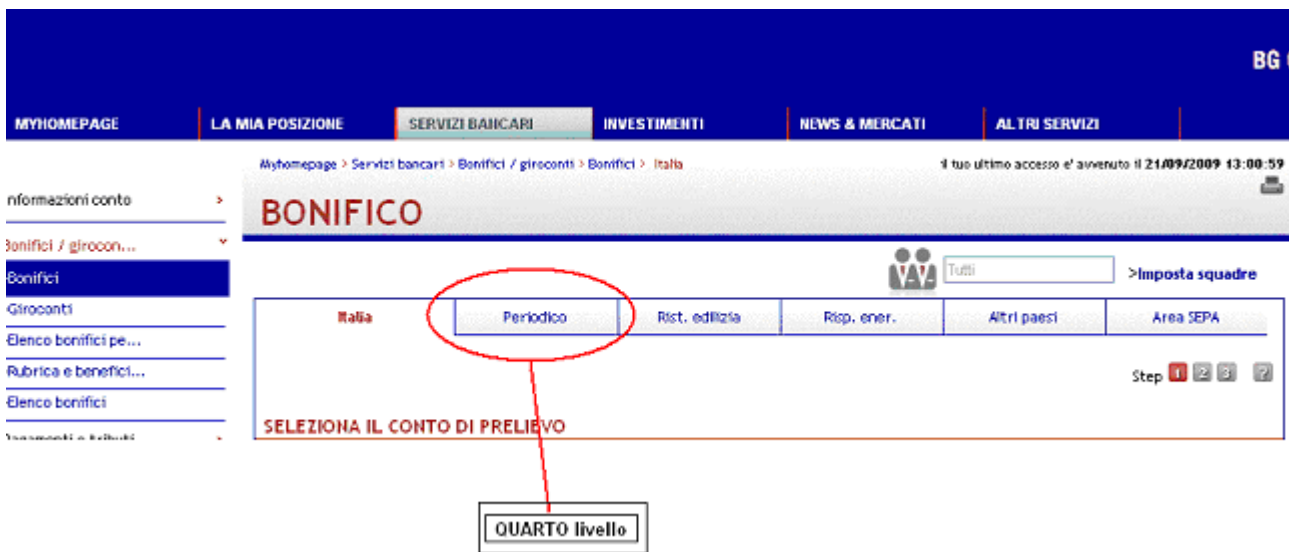 BG
MYHOMEPAGE LA MIA POSIZIONE SERVIZI BANCARI INVESTIMENTI NEWS & MERCATI ALTRI SERVIZI
Myhomepage > Servizi bancari > Bonifici / giroconti > Bonifici > Italia
il tuo ultimo accesso e' avvenuto il 21/09/2009 13:00:59
nformazioni conto >
BONIFICO
Bonifici / girocon...
Bonifici
Tutti >Imposta squadre
Giroconti
Italia Periodico Rist. edilizia Risp. ener. Altri paesi Area SEPA
Elenco bonifici pe...
Rubrica e benefici...
Step 1 2 3 ?
Elenco bonifici
SELEZIONA IL CONTO DI PRELIEVO
QUARTO livello